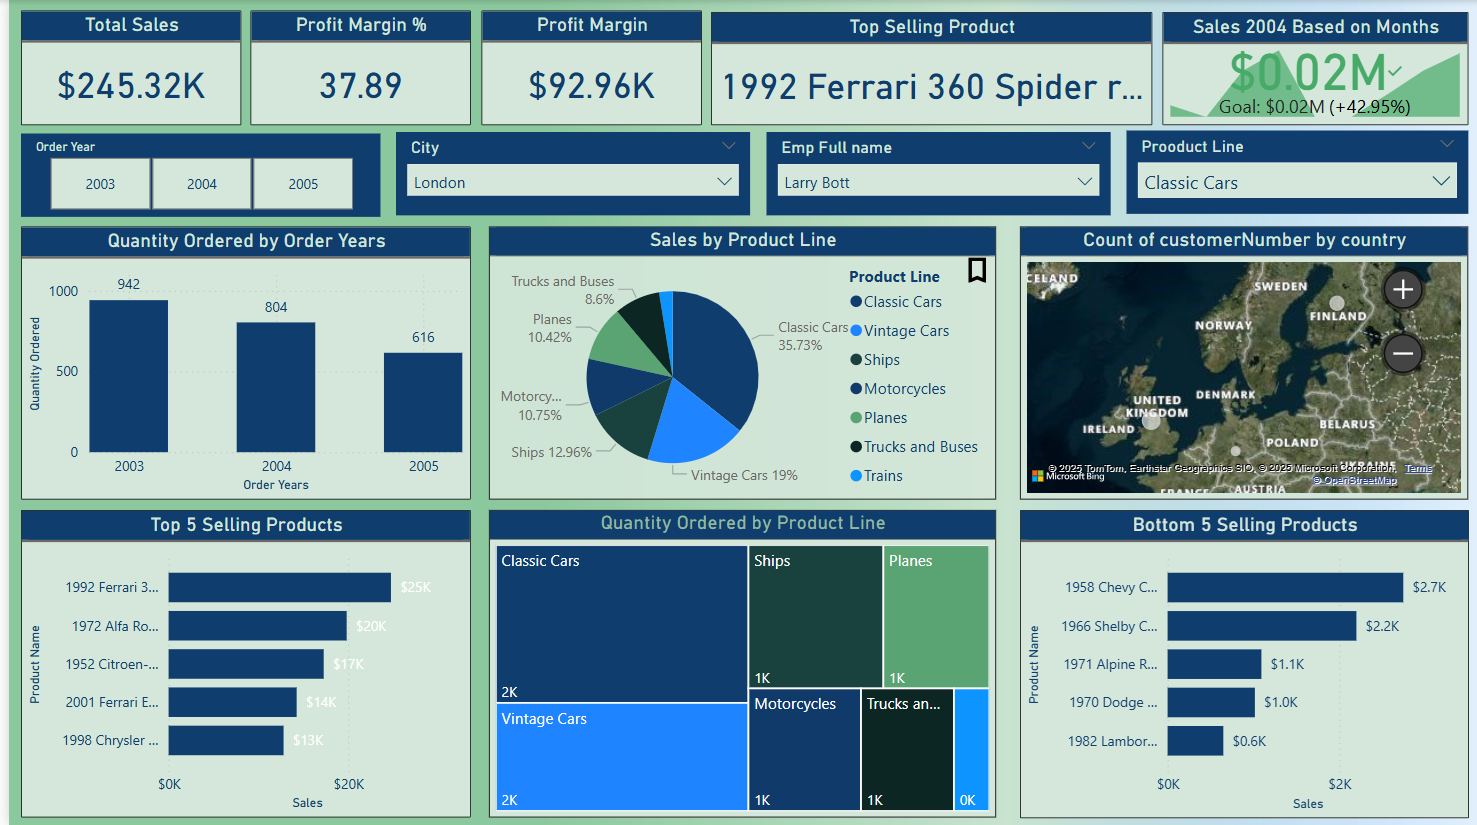 Total Sales
$245.32K
Profit Margin %
37.89
Profit Margin
$92.96K
Top Selling Product
1992 Ferrari 360 Spider r...
Sales 2004 Based on Months
$0.02M
Goal: $0.02M (+42.95%)
Order Year
2003
2004
2005
City
London
Emp Full name
Larry Bott
Prooduct Line
Classic Cars
Quantity Ordered by Order Years
Quantity Ordered
1000
500
0
942
804
616
2003
2004
2005
Order Years
Sales by Product Line
Trucks and Buses
8.6%
Planes
10.42%
Motorcy...
10.75%
Ships 12.96%
Vintage Cars 19%
Classic Cars
35.73%
Product Line
Classic Cars
Vintage Cars
Ships
Motorcycles
Planes
Trucks and Buses
Trains
Count of customerNumber by country
CELAND
SWEDEN
FINLAND
NORWAY
UNITED
KINGDOM
DENMARK
IRELAND
BELARUS
POLAND
UKRAINE
FRANCE
AUSTRIA
© 2025 TomTom, Earthstar Geographics SIO, © 2025 Microsoft Corporation, Terms
© OpenStreetMap
Microsoft Bing
Top 5 Selling Products
Product Name
1992 Ferrari 3...
$25K
1972 Alfa Ro...
$20K
1952 Citroen-...
$17K
2001 Ferrari E...
$14K
1998 Chrysler ...
$13K
$0K
$20K
Sales
Quantity Ordered by Product Line
Classic Cars
2K
Vintage Cars
2K
Ships
1K
Planes
1K
Motorcycles
1K
Trucks an...
1K
0K
Bottom 5 Selling Products
Product Name
1958 Chevy C...
$2.7K
1966 Shelby C...
$2.2K
1971 Alpine R...
$1.1K
1970 Dodge ...
$1.0K
1982 Lambor...
$0.6K
$0K
$2K
Sales